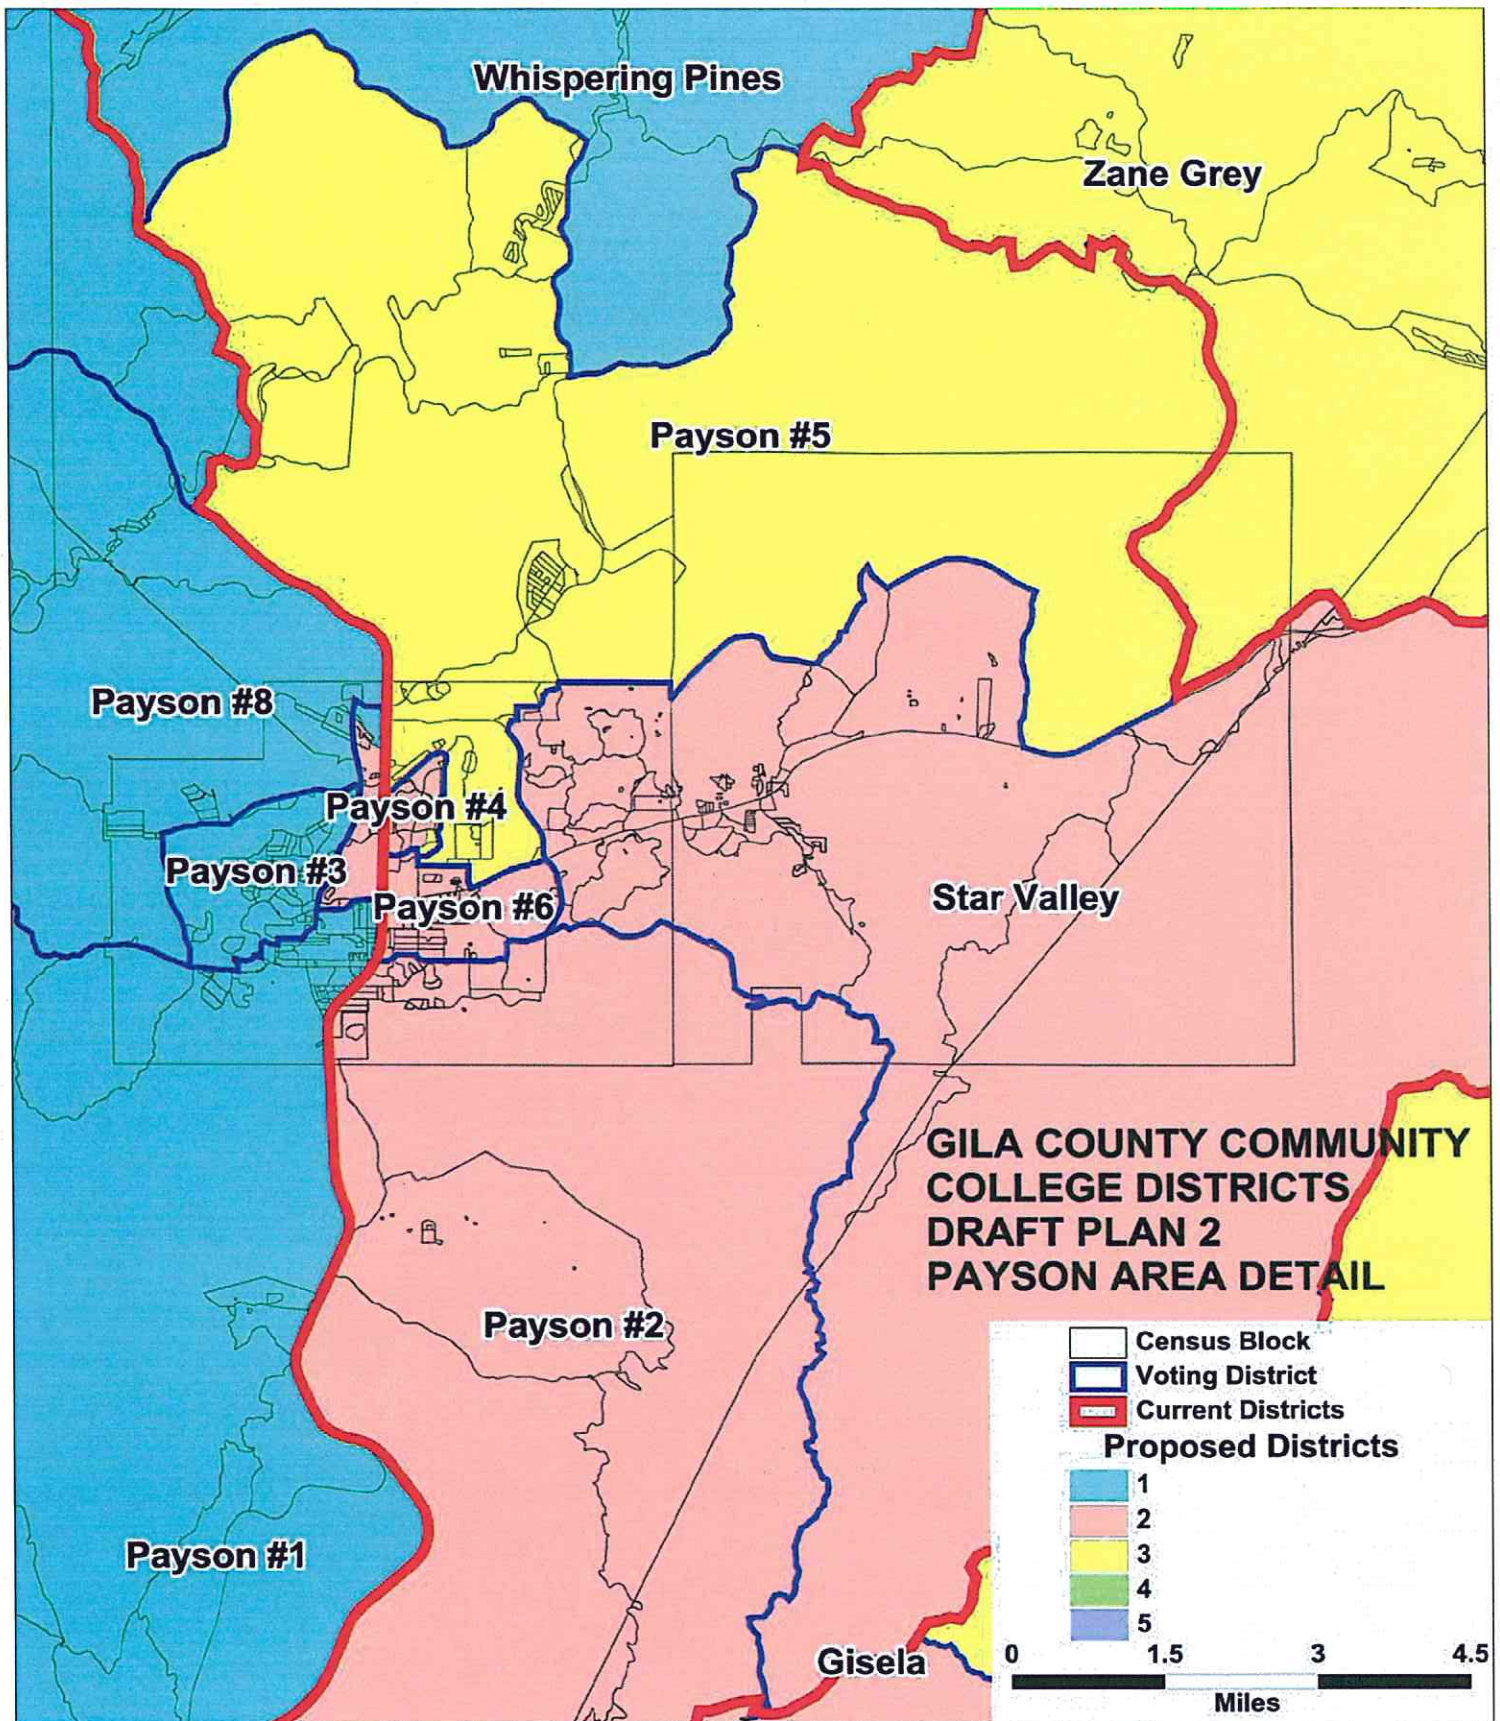 Whispering Pines
Zane Grey
Payson #5
Payson #8
Payson #4
Payson #3
Payson #6
Star Valley
GILA COUNTY COMMUNITY
COLLEGE DISTRICTS
DRAFT PLAN 2
PAYSON AREA DETAIL
Payson #2
Census Block
Voting District
Current Districts
Proposed Districts
1
2
3
4
5
Payson #1
Gisela
0 1.5 3 4.5
Miles